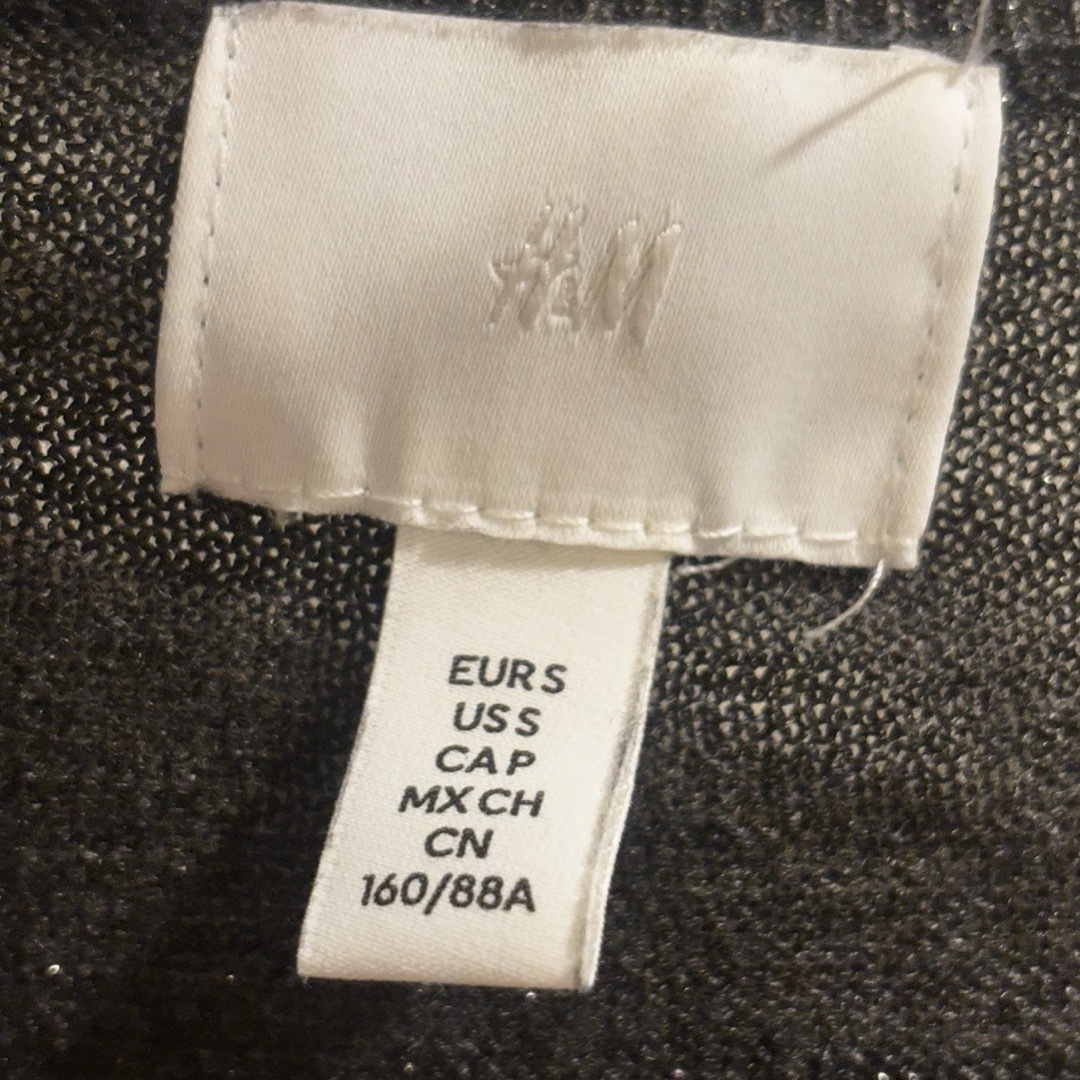 H&M
EUR S
US S
CA P
MX CH
CN
160/88A